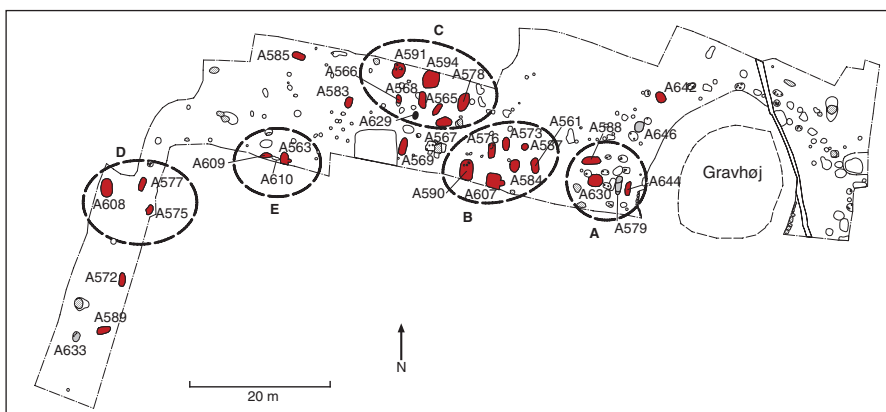 C
A591
A594
A578
A585
A566
A568
A565
A583
A629
A567
A569
A576
A573
A561
A587
A588
A642
A646
A644
Gravhøj
D
A609
A563
A610
A577
A608
A575
E
A590
A607
A584
B
A630
A579
A
A572
A589
A633
N
20 m